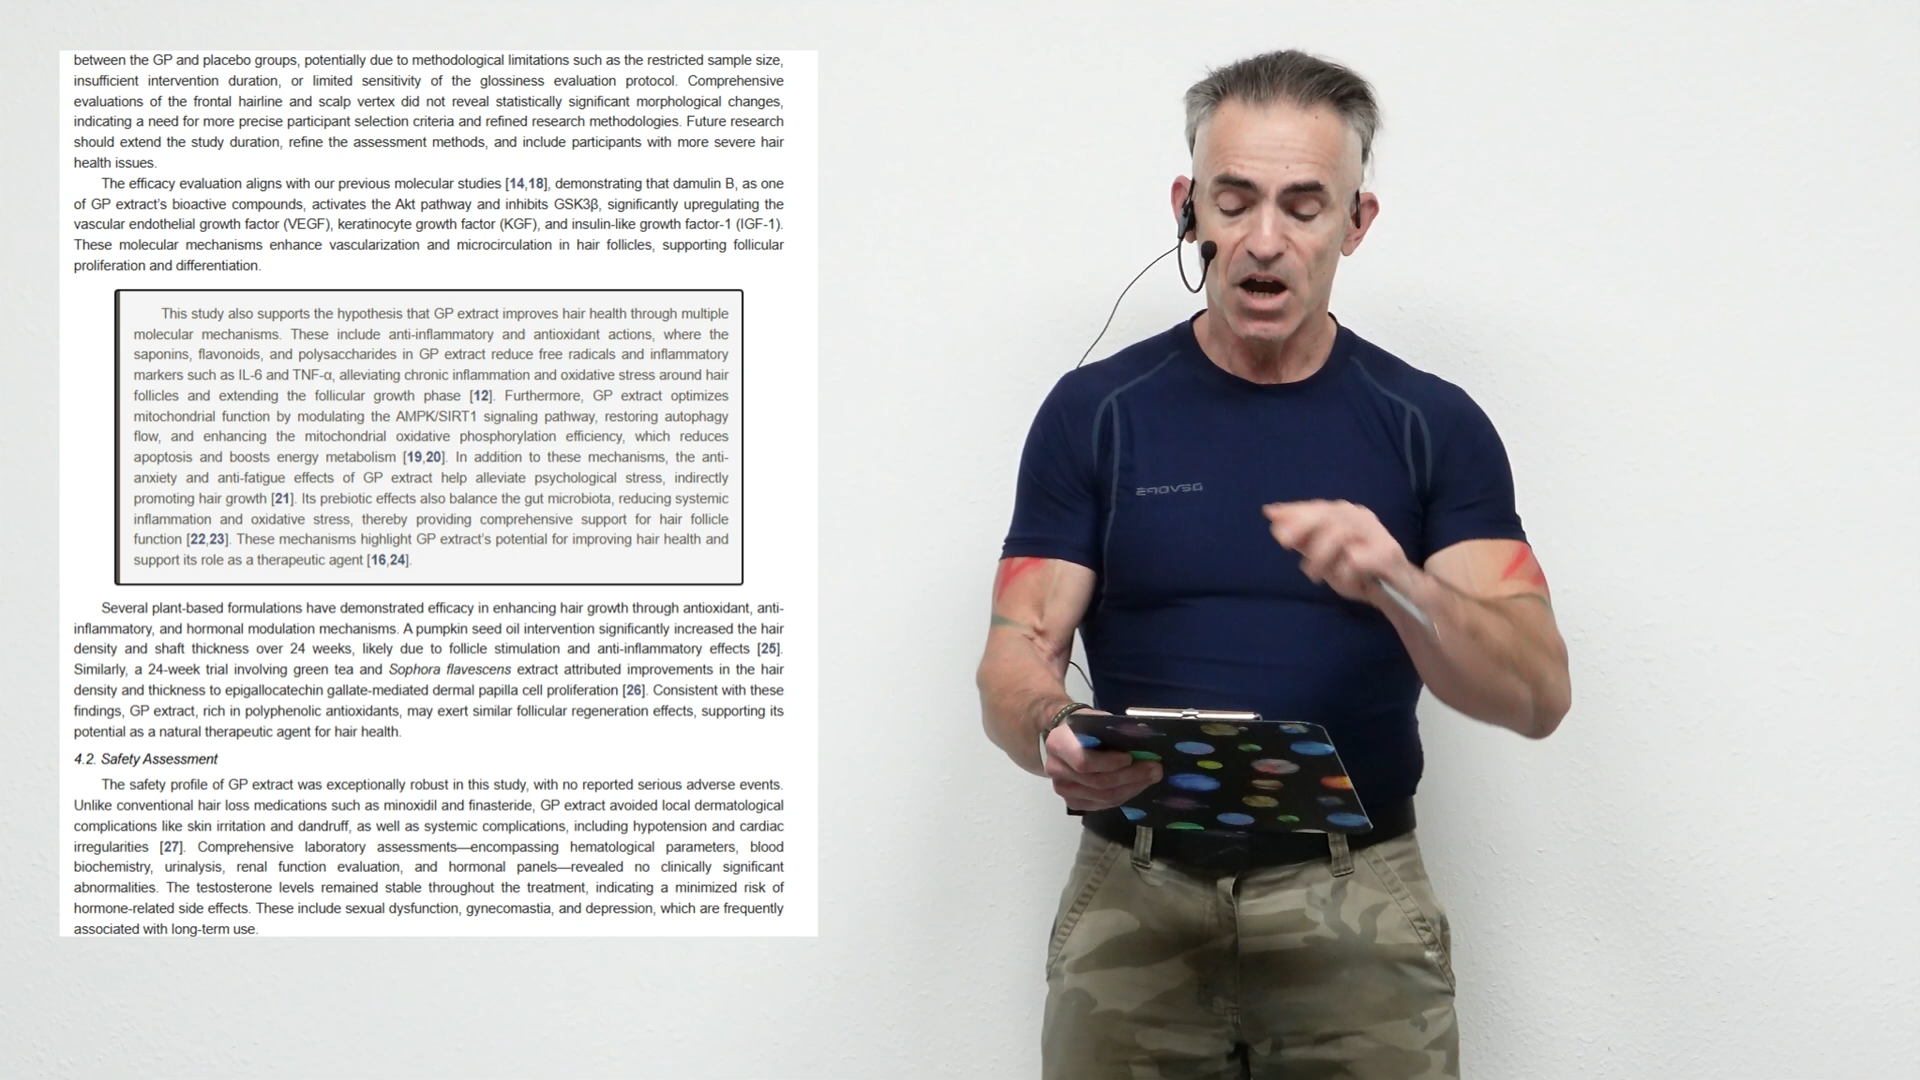 between the GP and placebo groups, potentially due to methodological limitations such as the restricted sample size,
insufficient intervention duration, or limited sensitivity of the glossiness evaluation protocol. Comprehensive
evaluations of the frontal hairline and scalp vertex did not reveal statistically significant morphological changes,
indicating a need for more precise participant selection criteria and refined research methodologies. Future research
should extend the study duration, refine the assessment methods, and include participants with more severe hair
health issues.
The efficacy evaluation aligns with our previous molecular studies [14,18], demonstrating that damulin B, as one
of GP extract's bioactive compounds, activates the Akt pathway and inhibits GSK3β, significantly upregulating the
vascular endothelial growth factor (VEGF), keratinocyte growth factor (KGF), and insulin-like growth factor-1 (IGF-1).
These molecular mechanisms enhance vascularization and microcirculation in hair follicles, supporting follicular
proliferation and differentiation.
This study also supports the hypothesis that GP extract improves hair health through multiple
molecular mechanisms. These include anti-inflammatory and antioxidant actions, where the
saponins, flavonoids, and polysaccharides in GP extract reduce free radicals and inflammatory
markers such as IL-6 and TNF-α, alleviating chronic inflammation and oxidative stress around hair
follicles and extending the follicular growth phase [12]. Furthermore, GP extract optimizes
mitochondrial function by modulating the AMPK/SIRT1 signaling pathway, restoring autophagy
flow, and enhancing the mitochondrial oxidative phosphorylation efficiency, which reduces
apoptosis and boosts energy metabolism [19,20]. In addition to these mechanisms, the anti-
anxiety and anti-fatigue effects of GP extract help alleviate psychological stress, indirectly
promoting hair growth [21]. Its prebiotic effects also balance the gut microbiota, reducing systemic
inflammation and oxidative stress, thereby providing comprehensive support for hair follicle
function [22,23]. These mechanisms highlight GP extract's potential for improving hair health and
support its role as a therapeutic agent [16,24].
Several plant-based formulations have demonstrated efficacy in enhancing hair growth through antioxidant, anti-
inflammatory, and hormonal modulation mechanisms. A pumpkin seed oil intervention significantly increased the hair
density and shaft thickness over 24 weeks, likely due to follicle stimulation and anti-inflammatory effects [25].
Similarly, a 24-week trial involving green tea and Sophora flavescens extract attributed improvements in the hair
density and thickness to epigallocatechin gallate-mediated dermal papilla cell proliferation [26]. Consistent with these
findings, GP extract, rich in polyphenolic antioxidants, may exert similar follicular regeneration effects, supporting its
potential as a natural therapeutic agent for hair health.
4.2. Safety Assessment
The safety profile of GP extract was exceptionally robust in this study, with no reported serious adverse events.
Unlike conventional hair loss medications such as minoxidil and finasteride, GP extract avoided local dermatological
complications like skin irritation and dandruff, as well as systemic complications, including hypotension and cardiac
irregularities [27]. Comprehensive laboratory assessments—encompassing hematological parameters, blood
biochemistry, urinalysis, renal function evaluation, and hormonal panels—revealed no clinically significant
abnormalities. The testosterone levels remained stable throughout the treatment, indicating a minimized risk of
hormone-related side effects. These include sexual dysfunction, gynecomastia, and depression, which are frequently
associated with long-term use.